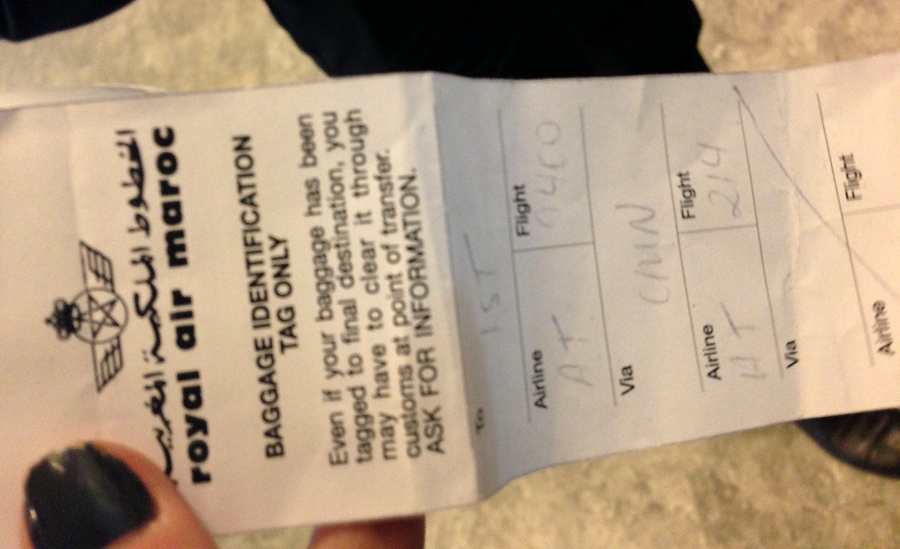 الخطوط الملكية المغربية
royal air maroc
BAGGAGE IDENTIFICATION
TAG ONLY
Even if your baggage has been
tagged to final destination, you
may have to clear it through
customs at point of transfer.
ASK FOR INFORMATION.
To IST
Airline Flight
AT
Via CMN
Airline Flight
AT 214
Via
Airline Flight